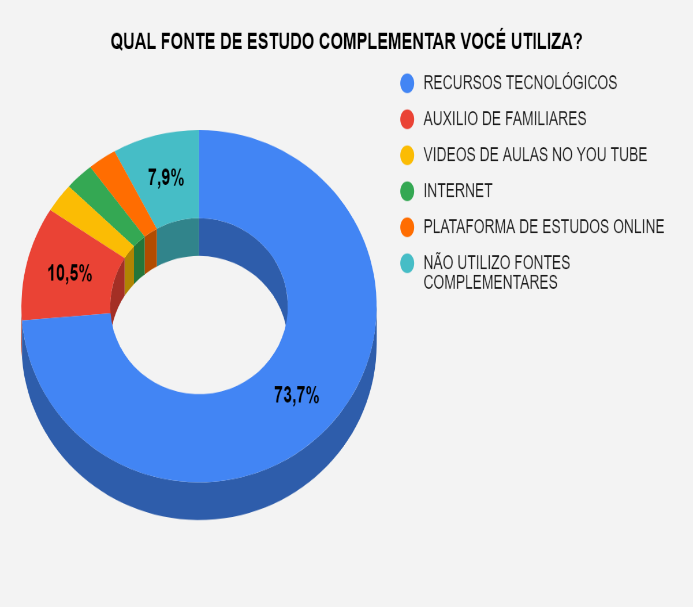 QUAL FONTE DE ESTUDO COMPLEMENTAR VOCÉ UTILIZA?
RECURSOS TECNOLÓGICOS
AUXILIO DE FAMILIARES
VIDEOS DE AULAS NO YOU TUBE
INTERNET
PLATAFORMA DE ESTUDOS ONLINE
NÃO UTILIZO FONTES
COMPLEMENTARES
7,9%
10,5%
73,7%